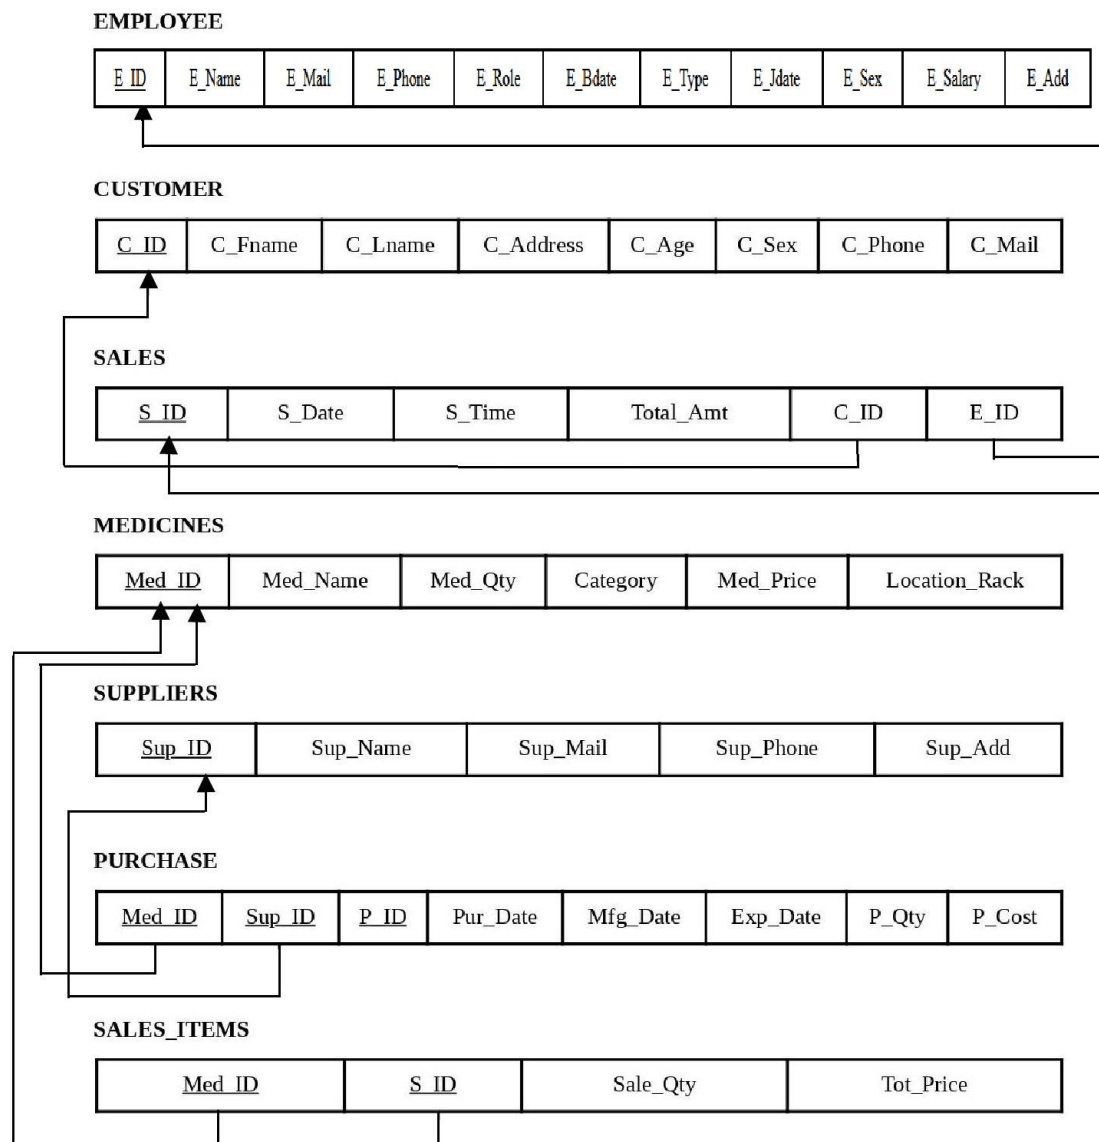 EMPLOYEE
E_ID E_Name E_Mail E_Phone E_Role E_Bdate E_Type E_Jdate E_Sex E_Salary E_Add
CUSTOMER
C_ID C_Fname C_Lname C_Address C_Age C_Sex C_Phone C_Mail
SALES
S_ID S_Date S_Time Total_Amt C_ID E_ID
MEDICINES
Med_ID Med_Name Med_Qty Category Med_Price Location_Rack
SUPPLIERS
Sup_ID Sup_Name Sup_Mail Sup_Phone Sup_Add
PURCHASE
Med_ID Sup_ID P_ID Pur_Date Mfg_Date Exp_Date P_Qty P_Cost
SALES_ITEMS
Med_ID S_ID Sale_Qty Tot_Price